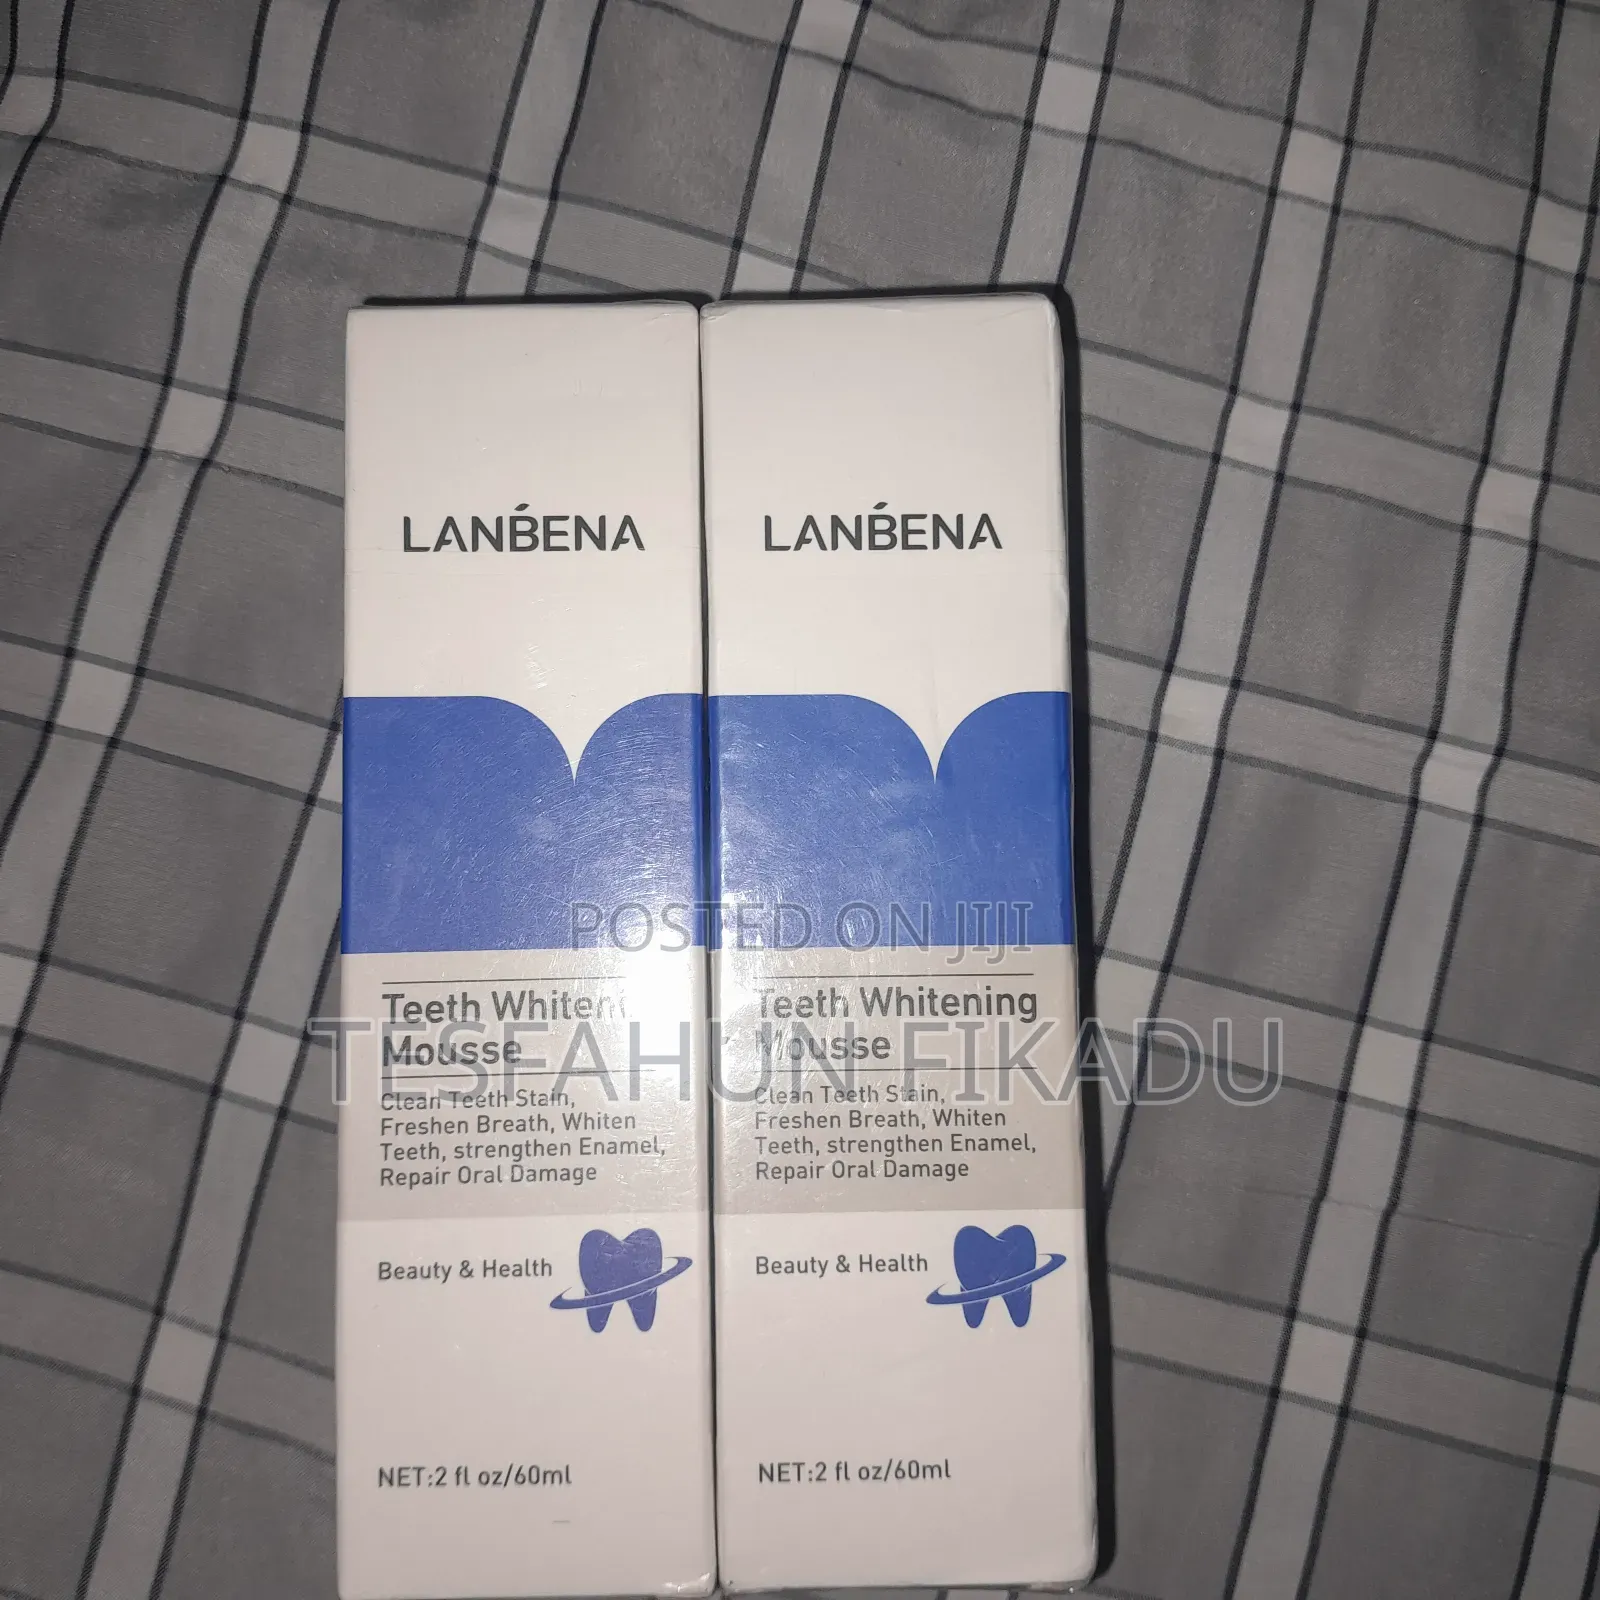 LANBENA
Teeth Whiteni
Mousse
Clean Teeth Stain,
Freshen Breath, Whiten
Teeth, strengthen Enamel,
Repair Oral Damage
Beauty & Health
NET:2 fl oz/60ml
LANBENA
Teeth Whitening
Mousse
Clean Teeth Stain,
Freshen Breath, Whiten
Teeth, strengthen Enamel,
Repair Oral Damage
Beauty & Health
NET:2 fl oz/60ml
POSTED ON JIJI
TESFAHUN FIKADU